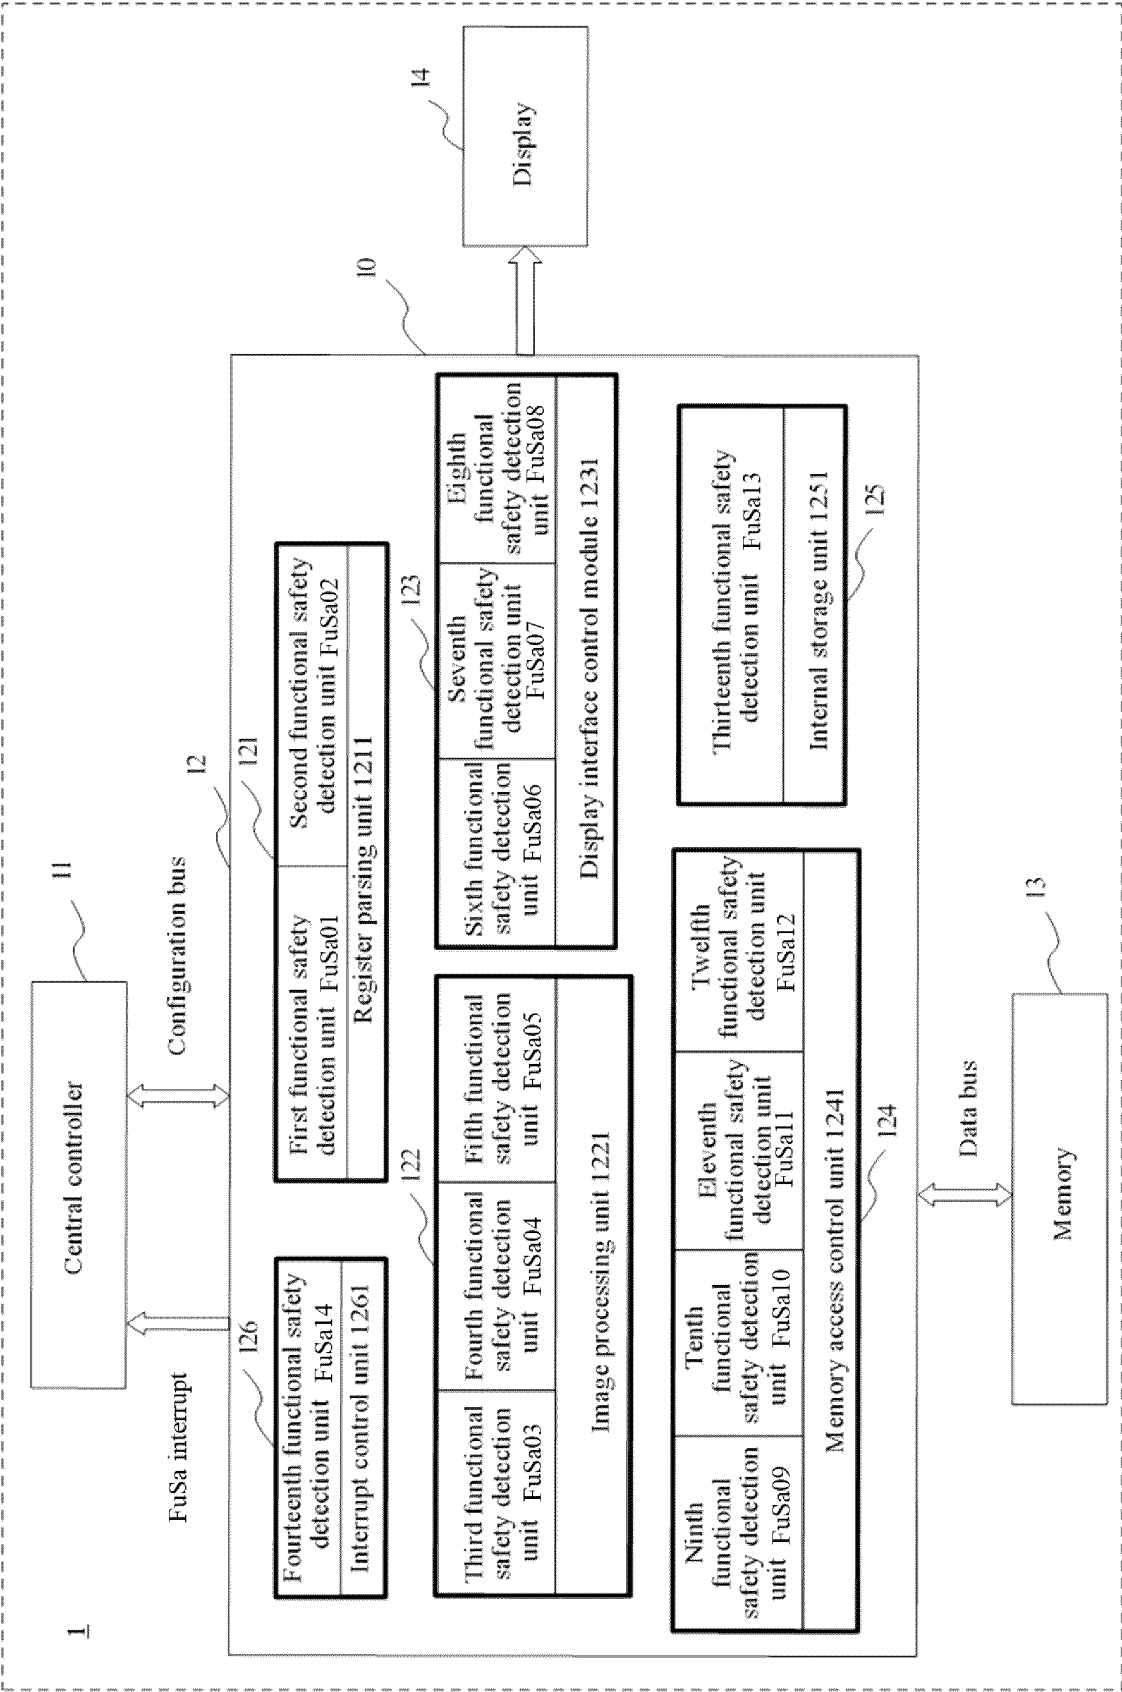 1
Central controller
11
FuSa interrupt
Configuration bus
12
10
126
Fourteenth functional safety
detection unit FuSa14
Interrupt control unit 1261
121
First functional safety
detection unit FuSa01
Second functional safety
detection unit FuSa02
Register parsing unit 1211
122
Third functional
safety detection
unit FuSa03
Fourth functional
safety detection
unit FuSa04
Fifth functional
safety detection
unit FuSa05
Image processing unit 1221
123
Sixth functional
safety detection
unit FuSa06
Seventh
functional safety
detection unit
FuSa07
Eighth
functional
safety detection
unit FuSa08
Display interface control module 1231
14
Display
Ninth
functional
safety detection
unit FuSa09
Tenth
functional
safety detection
unit FuSa10
Eleventh
functional safety
detection unit
FuSa11
Twelfth
functional safety
detection unit
FuSa12
Memory access control unit 1241
124
Thirteenth functional safety
detection unit FuSa13
Internal storage unit 1251
125
Data bus
13
Memory